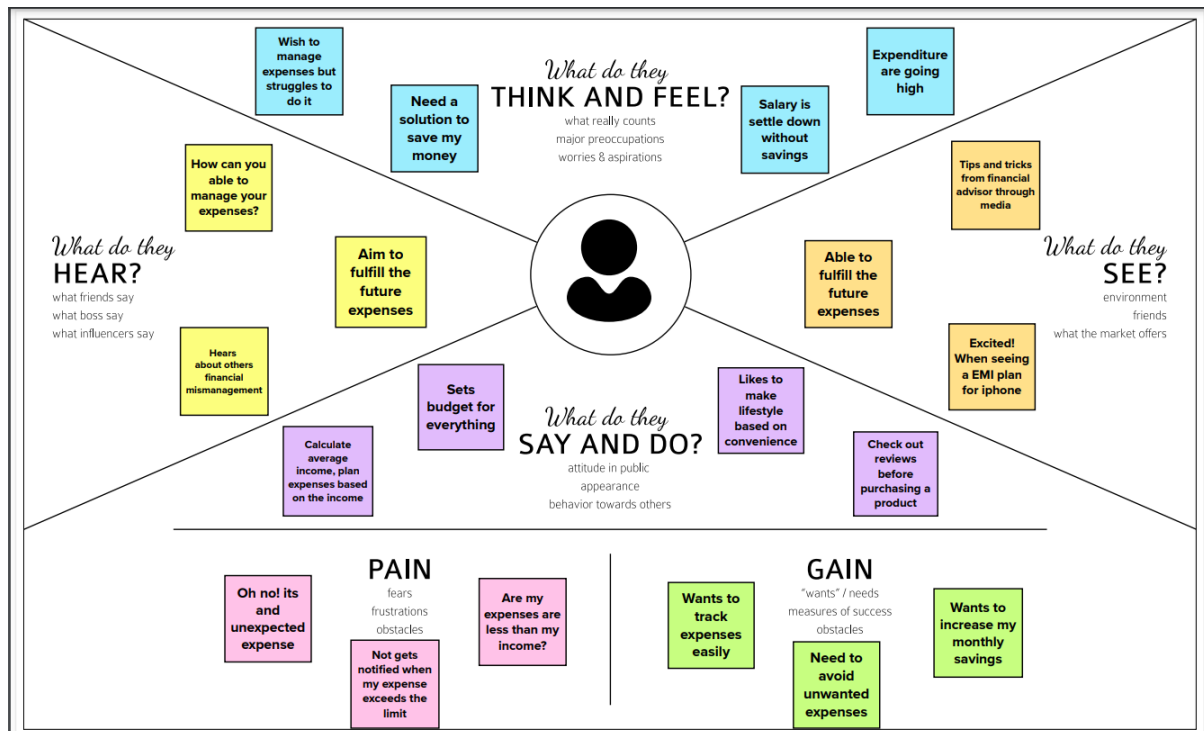 Wish to
manage
expenses but
struggles to
do it
Need a
solution to
save my
money
What do they
THINK AND FEEL?
what really counts
major preoccupations
worries & aspirations
Salary is
settle down
without
savings
Expenditure
are going
high
How can you
able to
manage your
expenses?
What do they
HEAR?
what friends say
what boss say
what influencers say
Aim to
fulfill the
future
expenses
Hears
about others
financial
mismanagement
Tips and tricks
from financial
advisor through
media
Able to
fulfill the
future
expenses
What do they
SEE?
environment
friends
what the market offers
Excited!
When seeing
a EMI plan
for iphone
Sets
budget for
everything
Calculate
average
income, plan
expenses based
on the income
What do they
SAY AND DO?
attitude in public
appearance
behavior towards others
Likes to
make
lifestyle
based on
convenience
Check out
reviews
before
purchasing a
product
PAIN
fears
frustrations
obstacles
Oh no! its
and
unexpected
expense
Not gets
notified when
my expense
exceeds the
limit
Are my
expenses are
less than my
income?
GAIN
"wants" / needs
measures of success
obstacles
Wants to
track
expenses
easily
Need to
avoid
unwanted
expenses
Wants to
increase my
monthly
savings